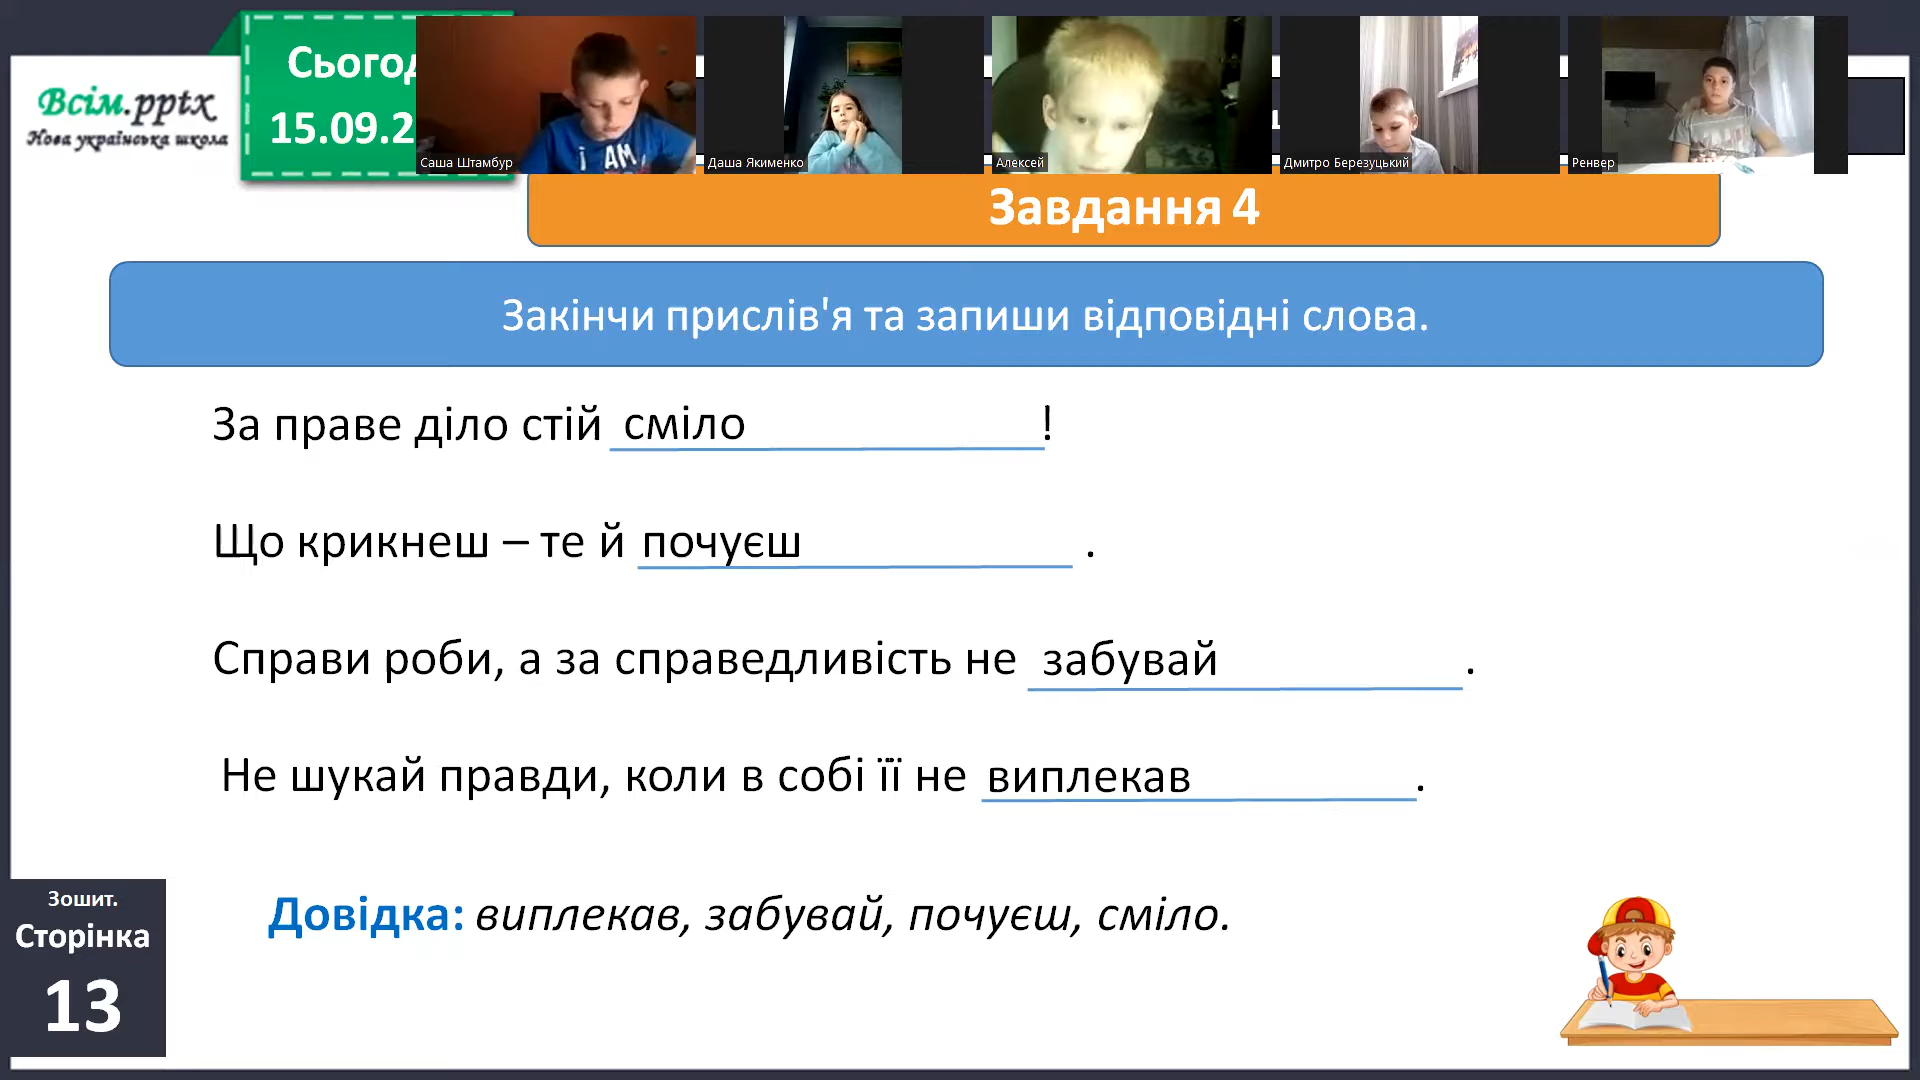 Всім.pptx
Нова українська школа
15.09.2
Саша Штамбур
I AM
Даша Якименко
Алексей
Дмитро Березуцький
Ренвер
Завдання 4
Закінчи прислів'я та запиши відповідні слова.
За праве діло стій сміло !
Що крикнеш – те й почуєш .
Справи роби, а за справедливість не забувай .
Не шукай правди, коли в собі її не виплекав .
Довідка: виплекав, забувай, почуєш, сміло.
Зошит.
Сторінка
13